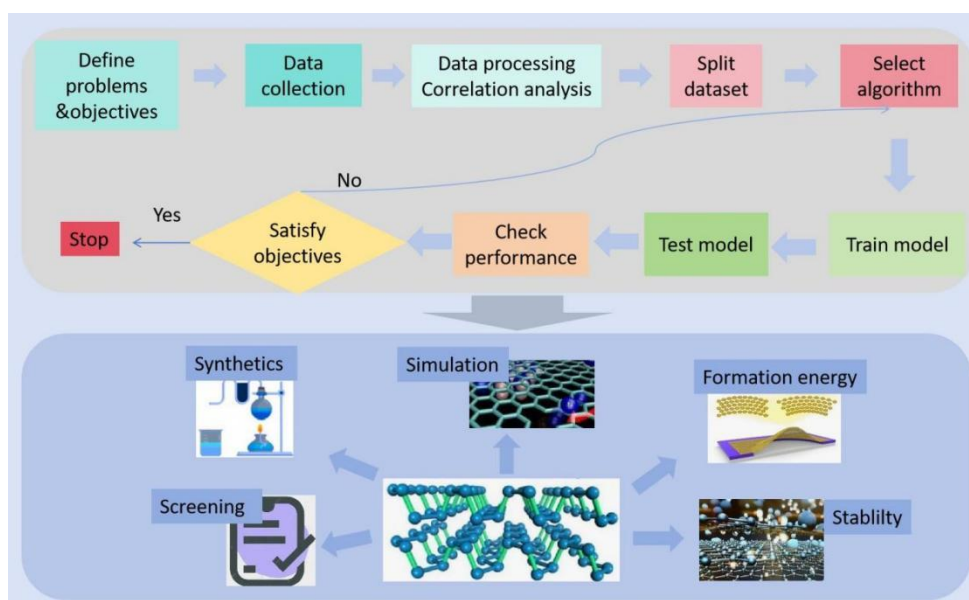 Define
problems
&objectives
Data
collection
Data processing
Correlation analysis
Split
dataset
Select
algorithm
No
Yes
Stop
Satisfy
objectives
Check
performance
Test model
Train model
Synthetics
Simulation
Formation energy
Screening
Stablilty